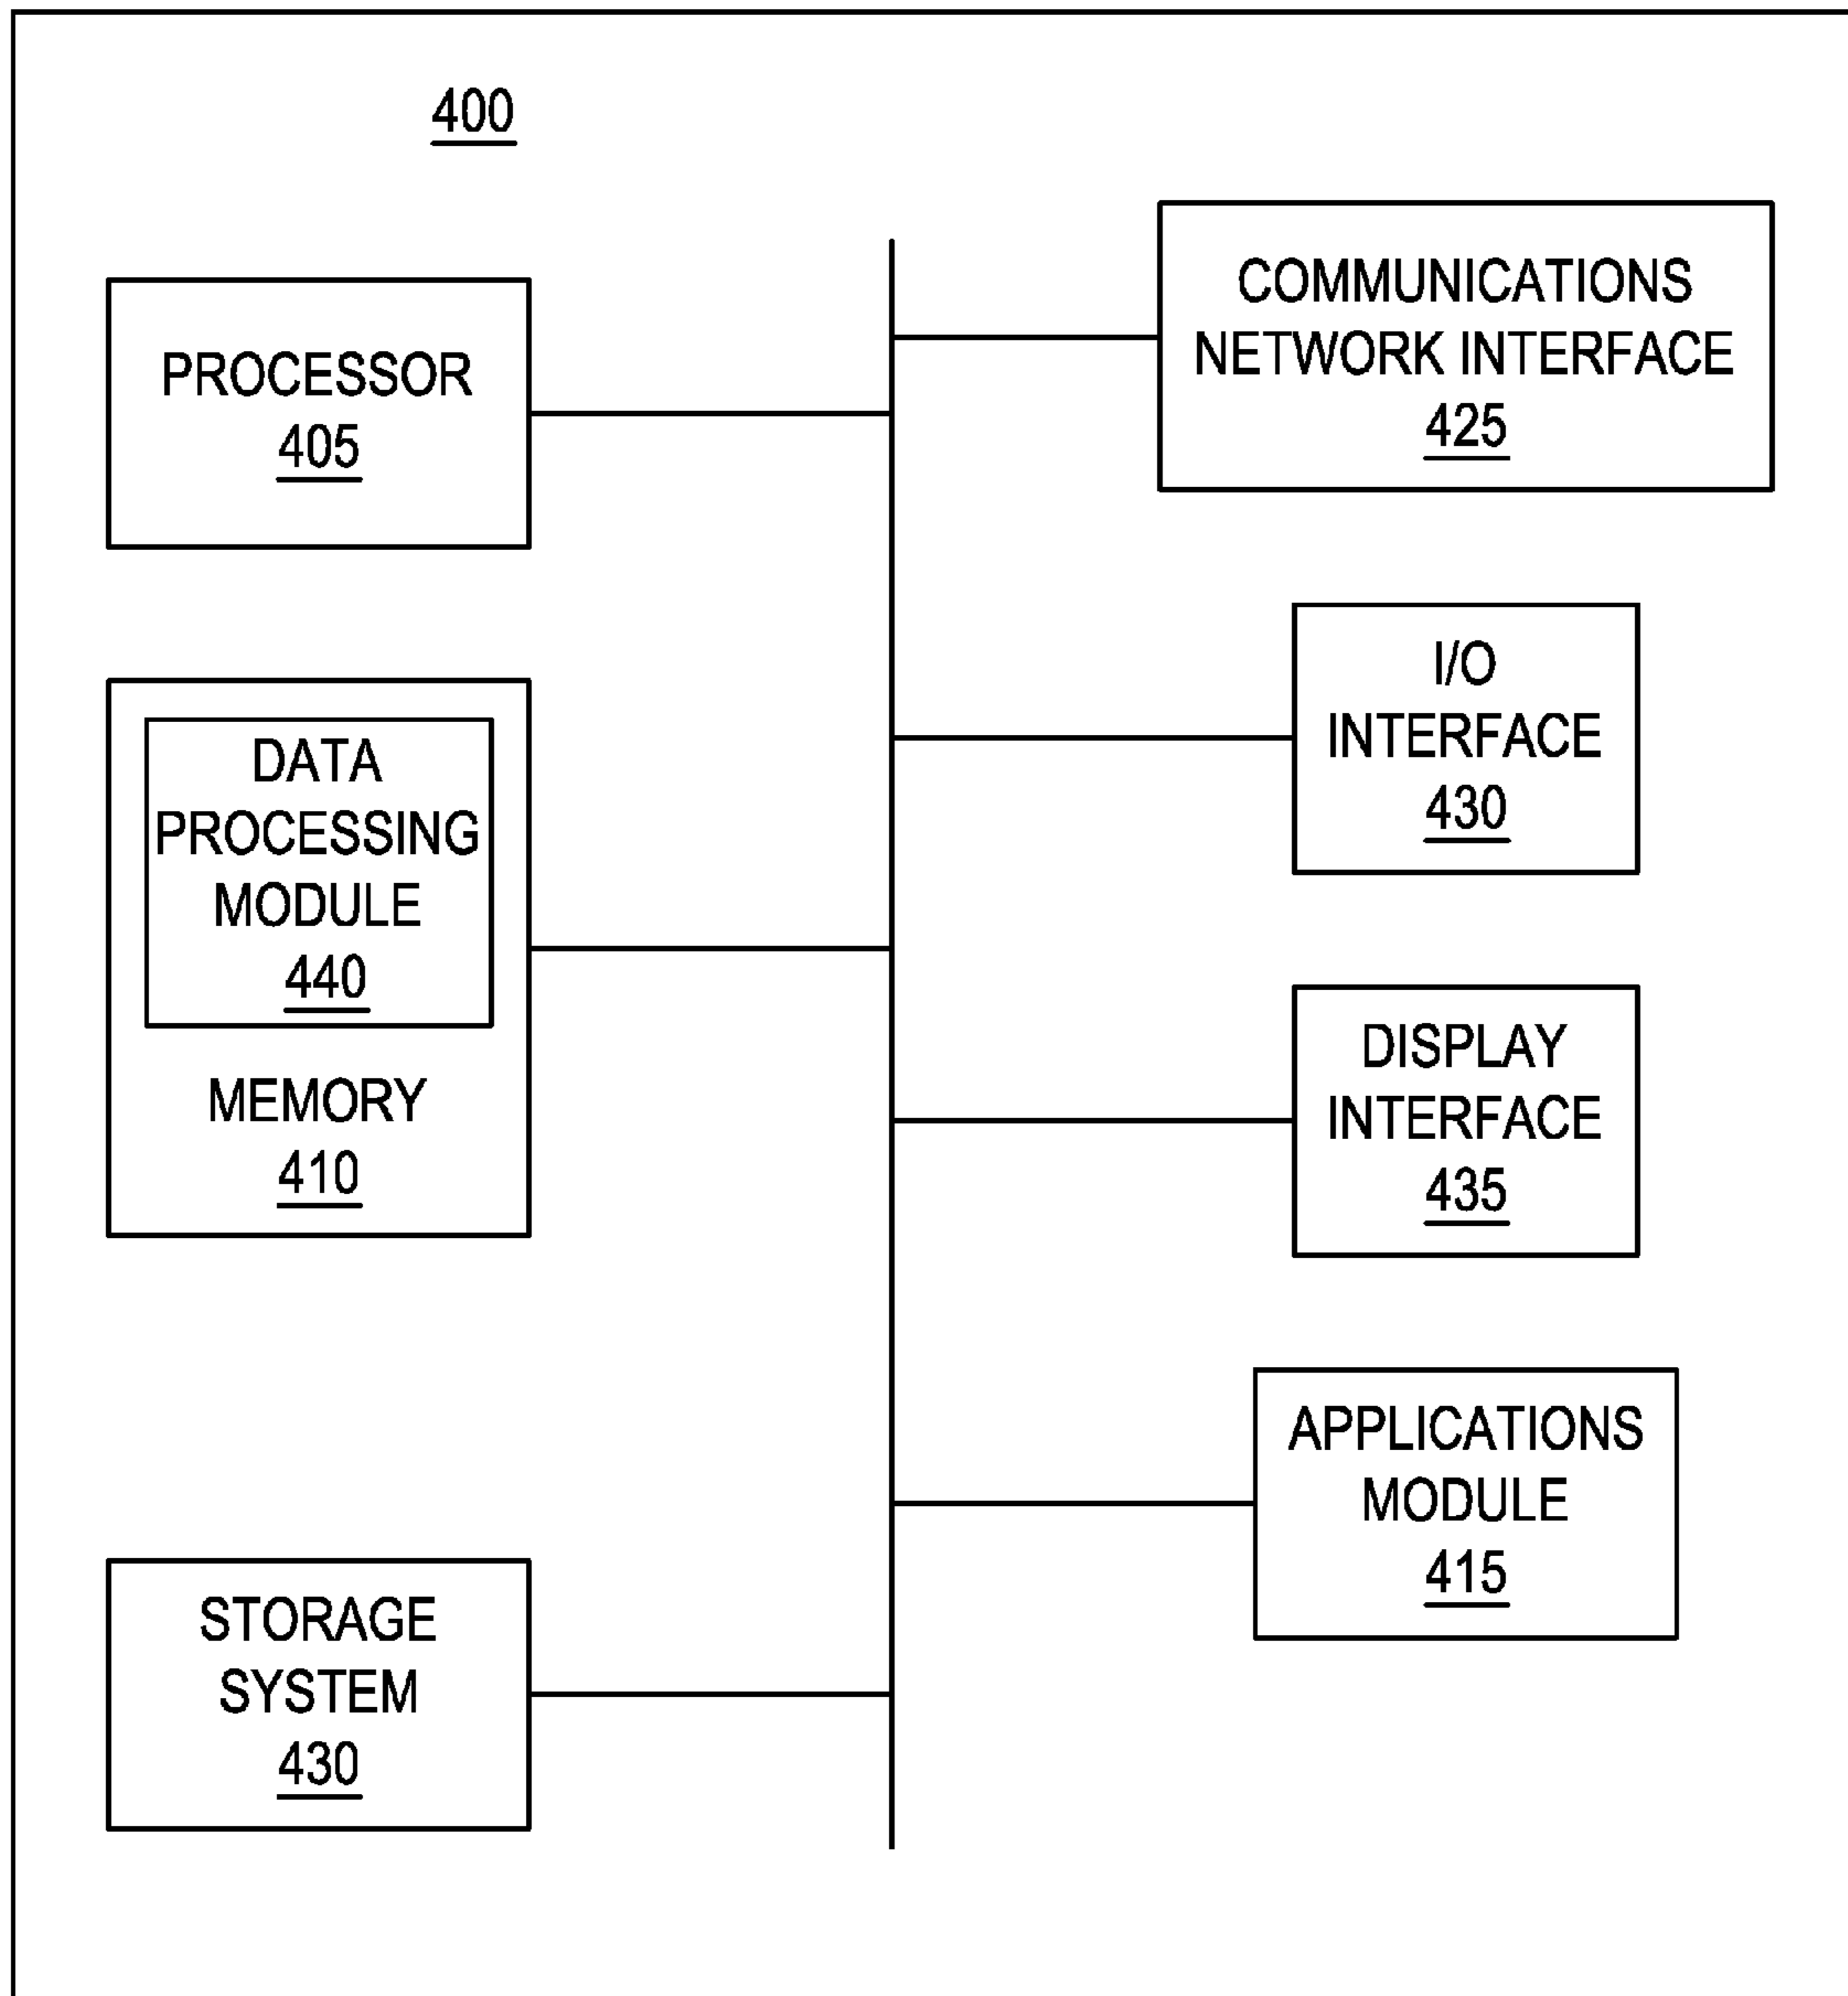 400
PROCESSOR
405
DATA
PROCESSING
MODULE
440
MEMORY
410
STORAGE
SYSTEM
430
COMMUNICATIONS
NETWORK INTERFACE
425
I/O
INTERFACE
430
DISPLAY
INTERFACE
435
APPLICATIONS
MODULE
415